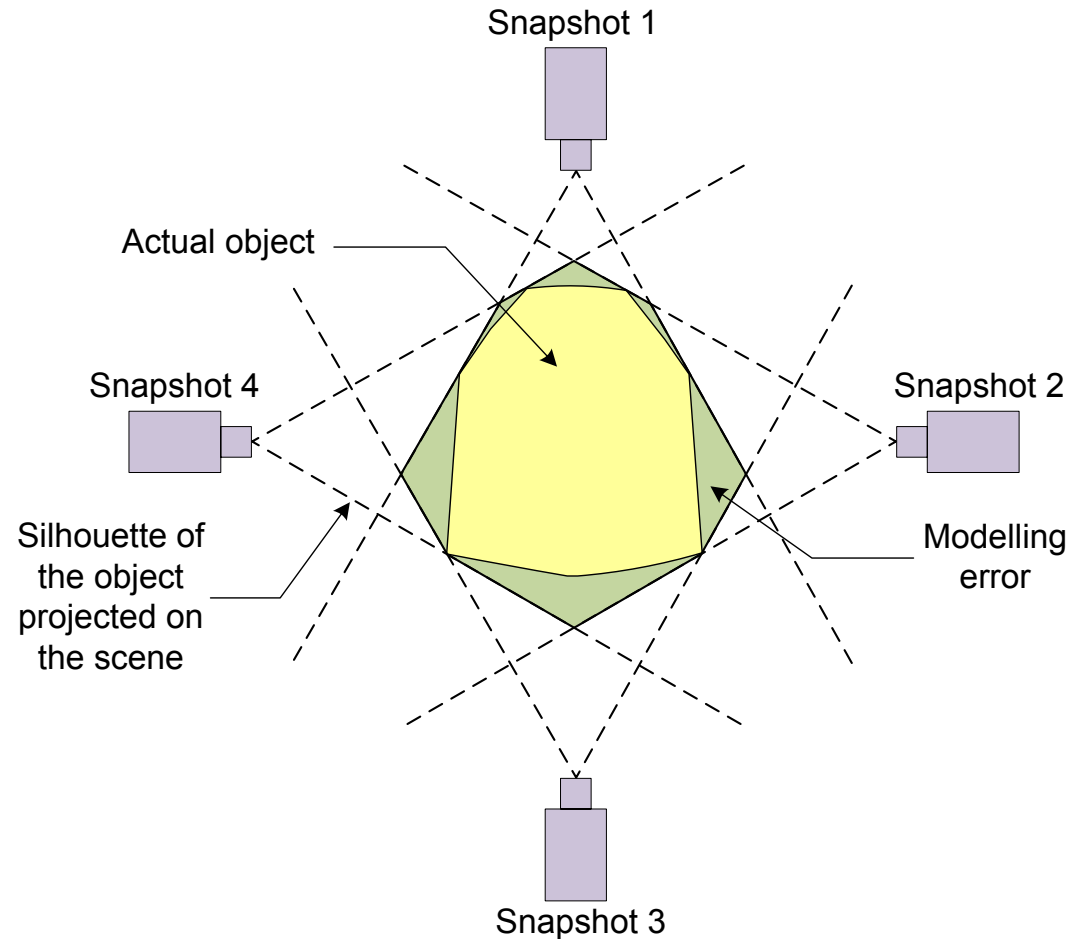 Snapshot 1
Actual object
Snapshot 4
Snapshot 2
Silhouette of
the object
projected on
the scene
Modelling
error
Snapshot 3